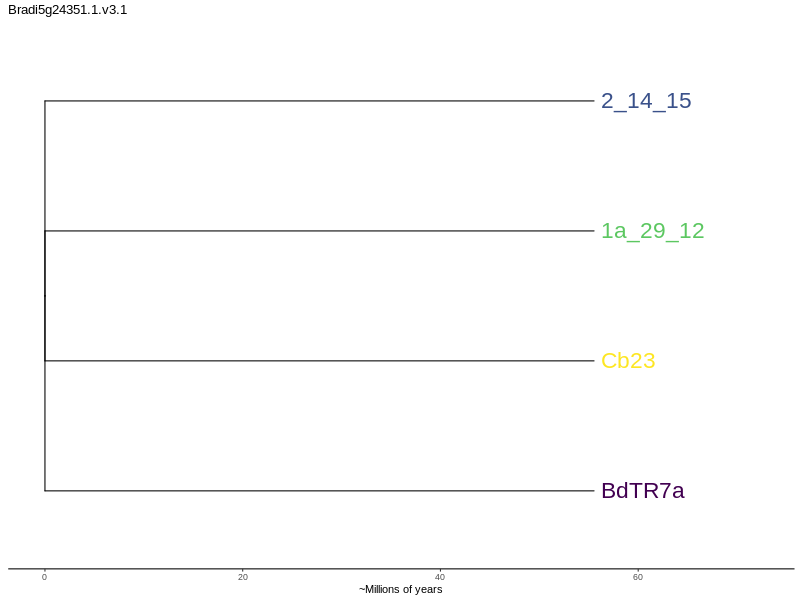 Bradi5g24351.1.v3.1
2_14_15
1a_29_12
Cb23
BdTR7a
0 20 40 60
~Millions of years